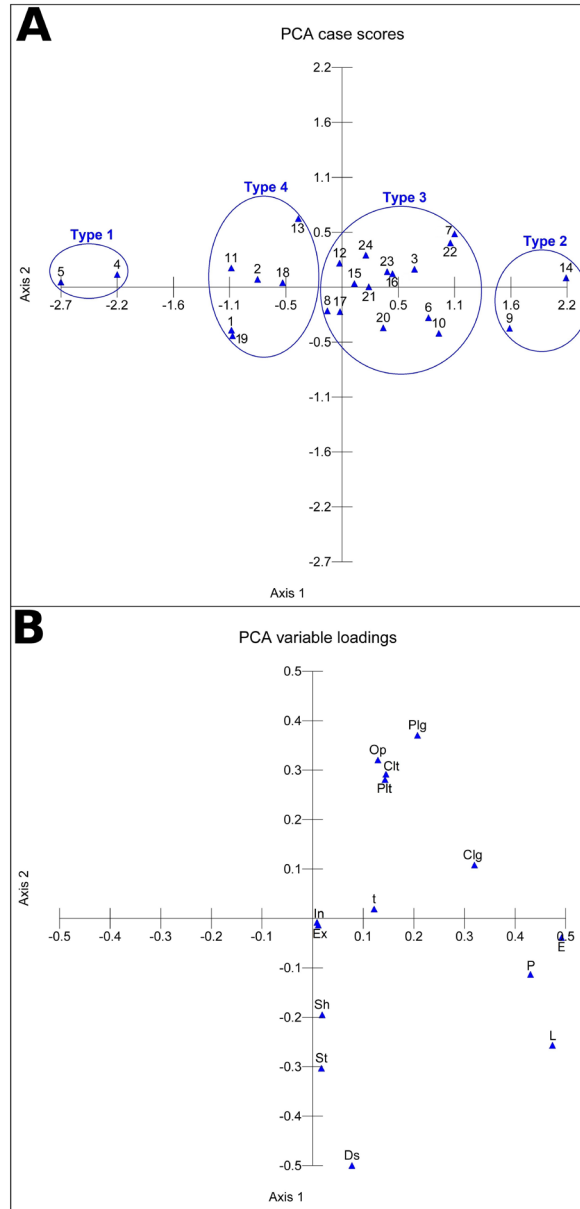 A
PCA case scores
2.2
1.6
1.1
Type 4
Type 3
0.5
7
13
Type 1
Type 2
22
12 24
11
23 3
14
5 4
2 18
15
16
21
-2.7 -2.2 -1.6 -1.1 -0.5 0.5 1.1 1.6 2.2
8 17
6
1
20
10
9
19
-0.5
-1.1
-1.6
-2.2
-2.7
Axis 2
Axis 1
B
PCA variable loadings
0.5
0.4
Plg
Op
0.3
Clt
Plt
0.2
Clg
0.1
t
In
-0.5 -0.4 -0.3 -0.2 -0.1 Ex 0.1 0.2 0.3 0.4 0.5
E
P
-0.1
Sh
-0.2
L
St
-0.3
-0.4
Ds
-0.5
Axis 2
Axis 1